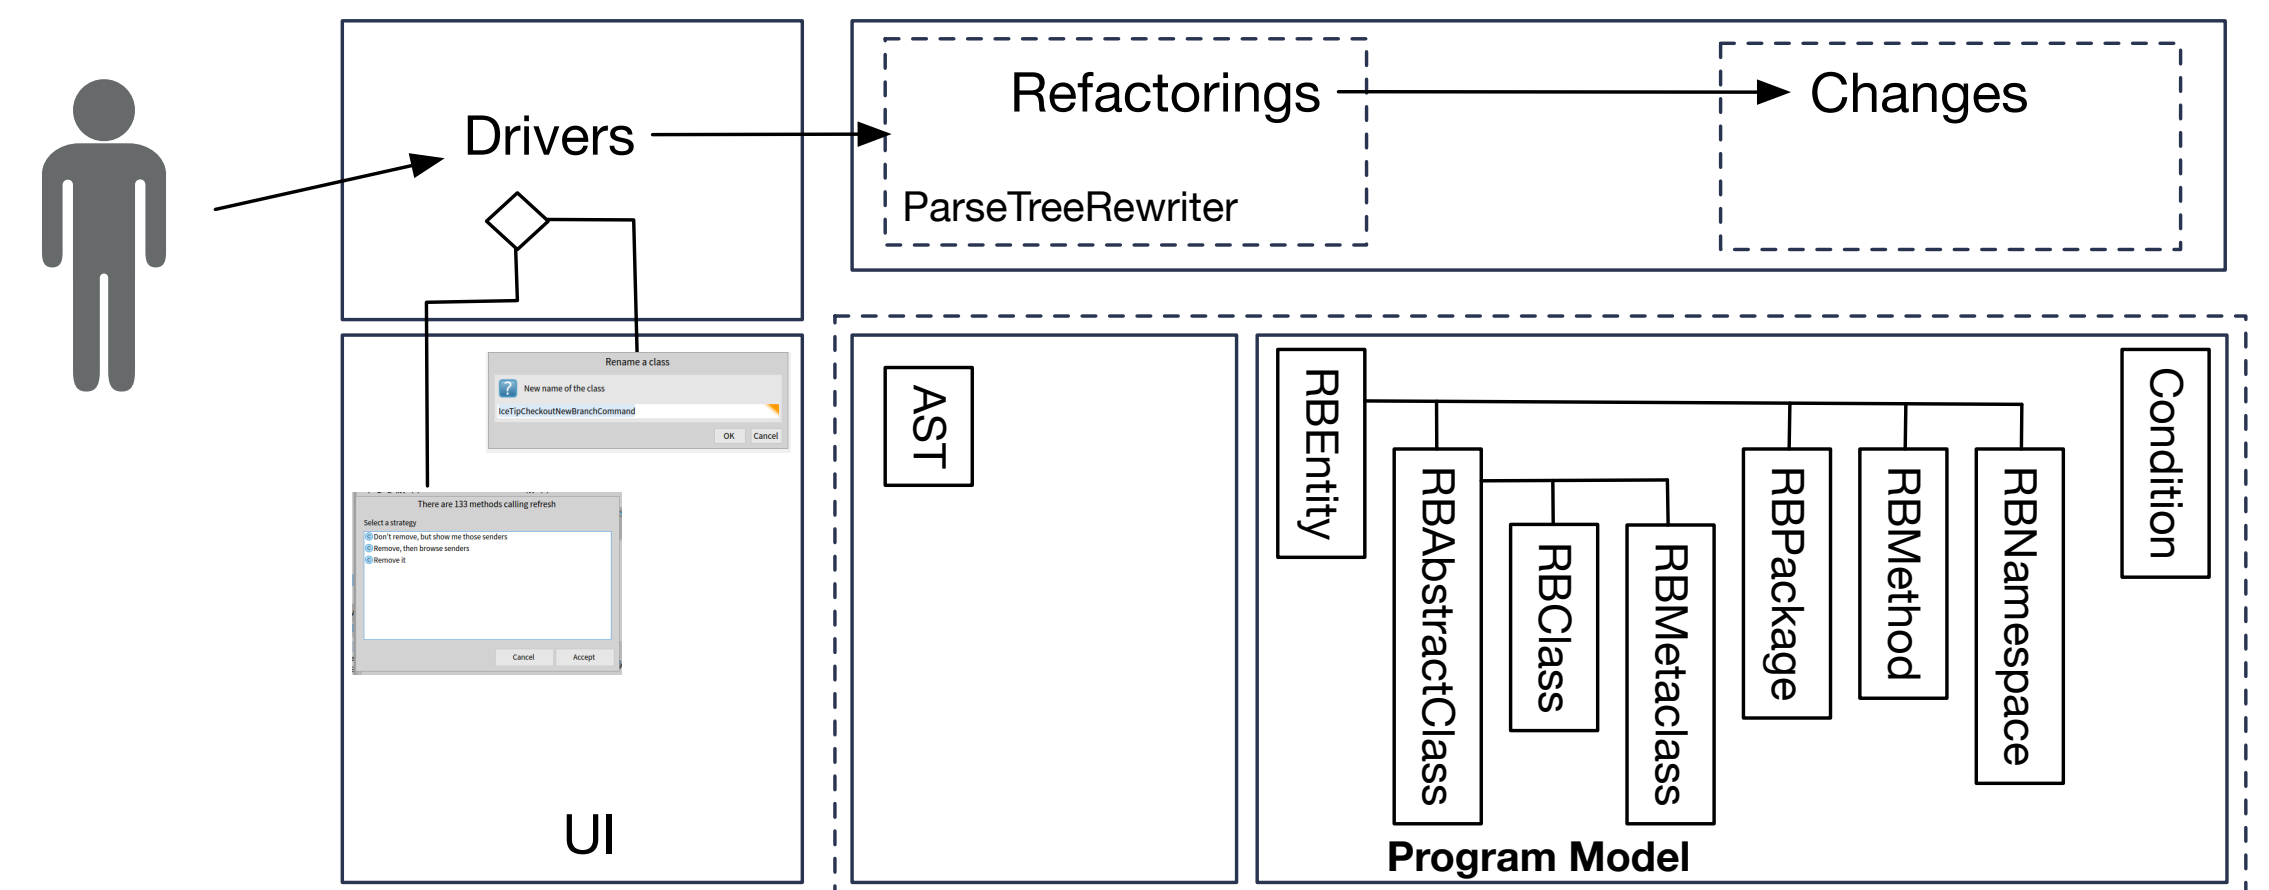 Drivers
Refactorings
ParseTreeRewriter
Changes
Rename a class
New name of the class
IceTipCheckoutNewBranchCommand
OK
Cancel
There are 133 methods calling refresh
Select a strategy
Don't remove, but show me those senders
Remove, then browse senders
Remove it
Cancel
Accept
UI
AST
RBEntity
RBAbstractClass
RBClass
RBMetaclass
RBPackage
RBMethod
RBNamespace
Condition
Program Model